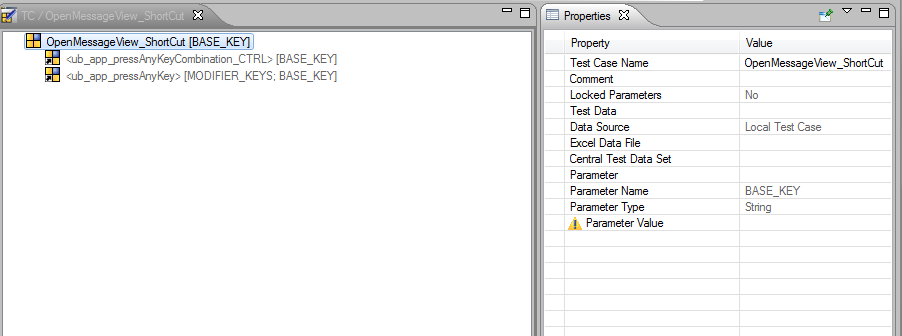 TC / OpenMessageView_ShortCut
OpenMessageView_ShortCut [BASE_KEY]
<ub_app_pressAnyKeyCombination_CTRL> [BASE_KEY]
<ub_app_pressAnyKey> [MODIFIER_KEYS; BASE_KEY]
Properties
Property Value
Test Case Name OpenMessageView_ShortCut
Comment
Locked Parameters No
Test Data
Data Source Local Test Case
Excel Data File
Central Test Data Set
Parameter
Parameter Name BASE_KEY
Parameter Type String
Parameter Value